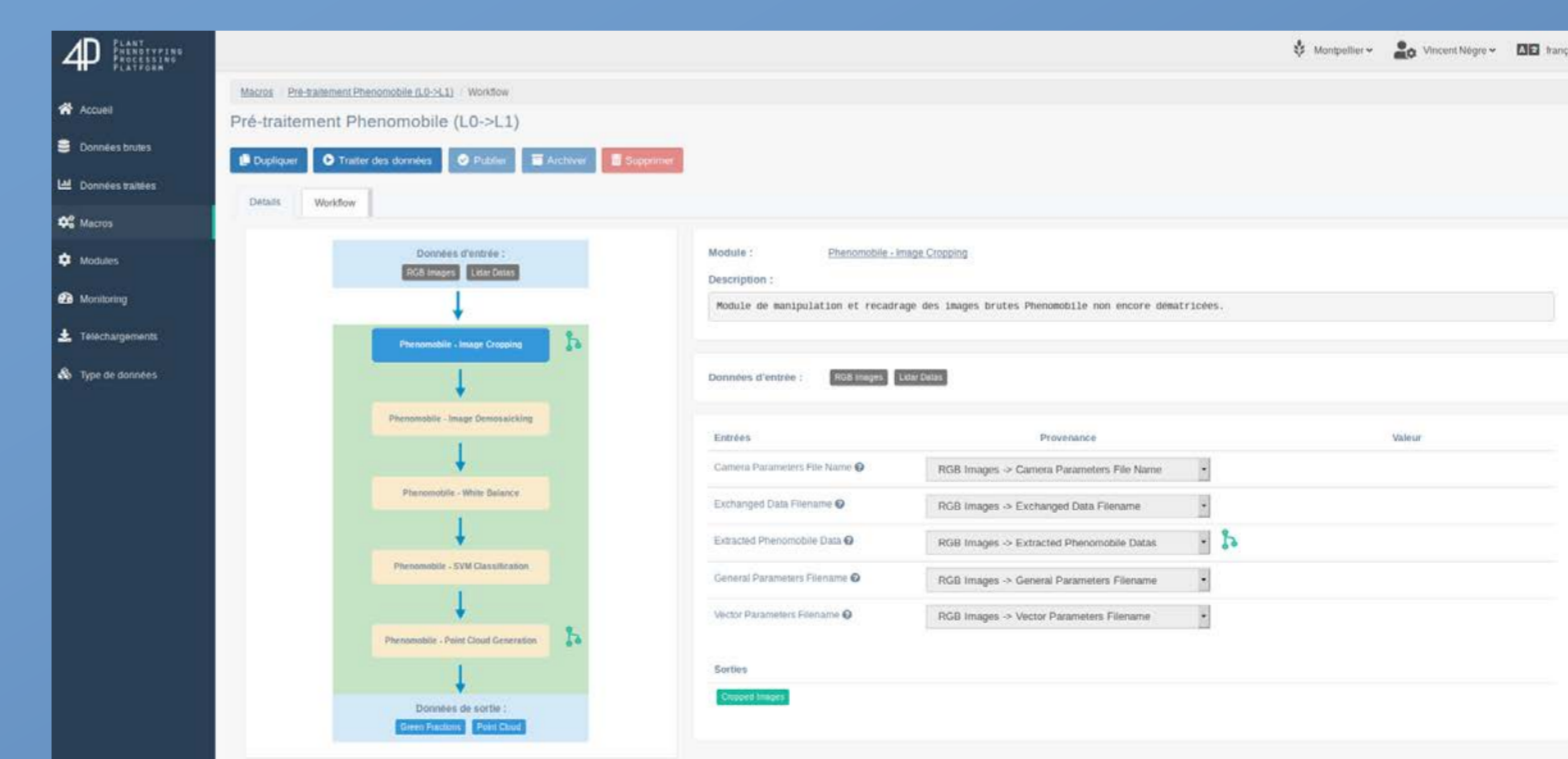 4P PLANT
PHENOTYPING
PROCESSING
PLATFORM
Montpellier
Vincent Nègre
franç
Accueil
Données brutes
Données traitées
Macros
Modules
Monitoring
Téléchargements
Type de données
Macros / Pré-traitement Phenomobile (L0->L1) / Workflow
Pré-traitement Phenomobile (L0->L1)
Dupliquer Traiter des données Publier Archiver Supprimer
Détails Workflow
Données d'entrée :
RGB Images Lidar Datas
Phenomobile - Image Cropping
Phenomobile - Image Demosaicking
Phenomobile - White Balance
Phenomobile - SVM Classification
Phenomobile - Point Cloud Generation
Données de sortie :
Green Fractions Point Cloud
Module : Phenomobile - Image Cropping
Description :
Module de manipulation et recadrage des images brutes Phenomobile non encore dématricées.
Données d'entrée : RGB Images Lidar Datas
Entrées Provenance Valeur
Camera Parameters File Name RGB Images -> Camera Parameters File Name
Exchanged Data Filename RGB Images -> Exchanged Data Filename
Extracted Phenomobile Data RGB Images -> Extracted Phenomobile Datas
General Parameters Filename RGB Images -> General Parameters Filename
Vector Parameters Filename RGB Images -> Vector Parameters Filename
Sorties
Cropped Images